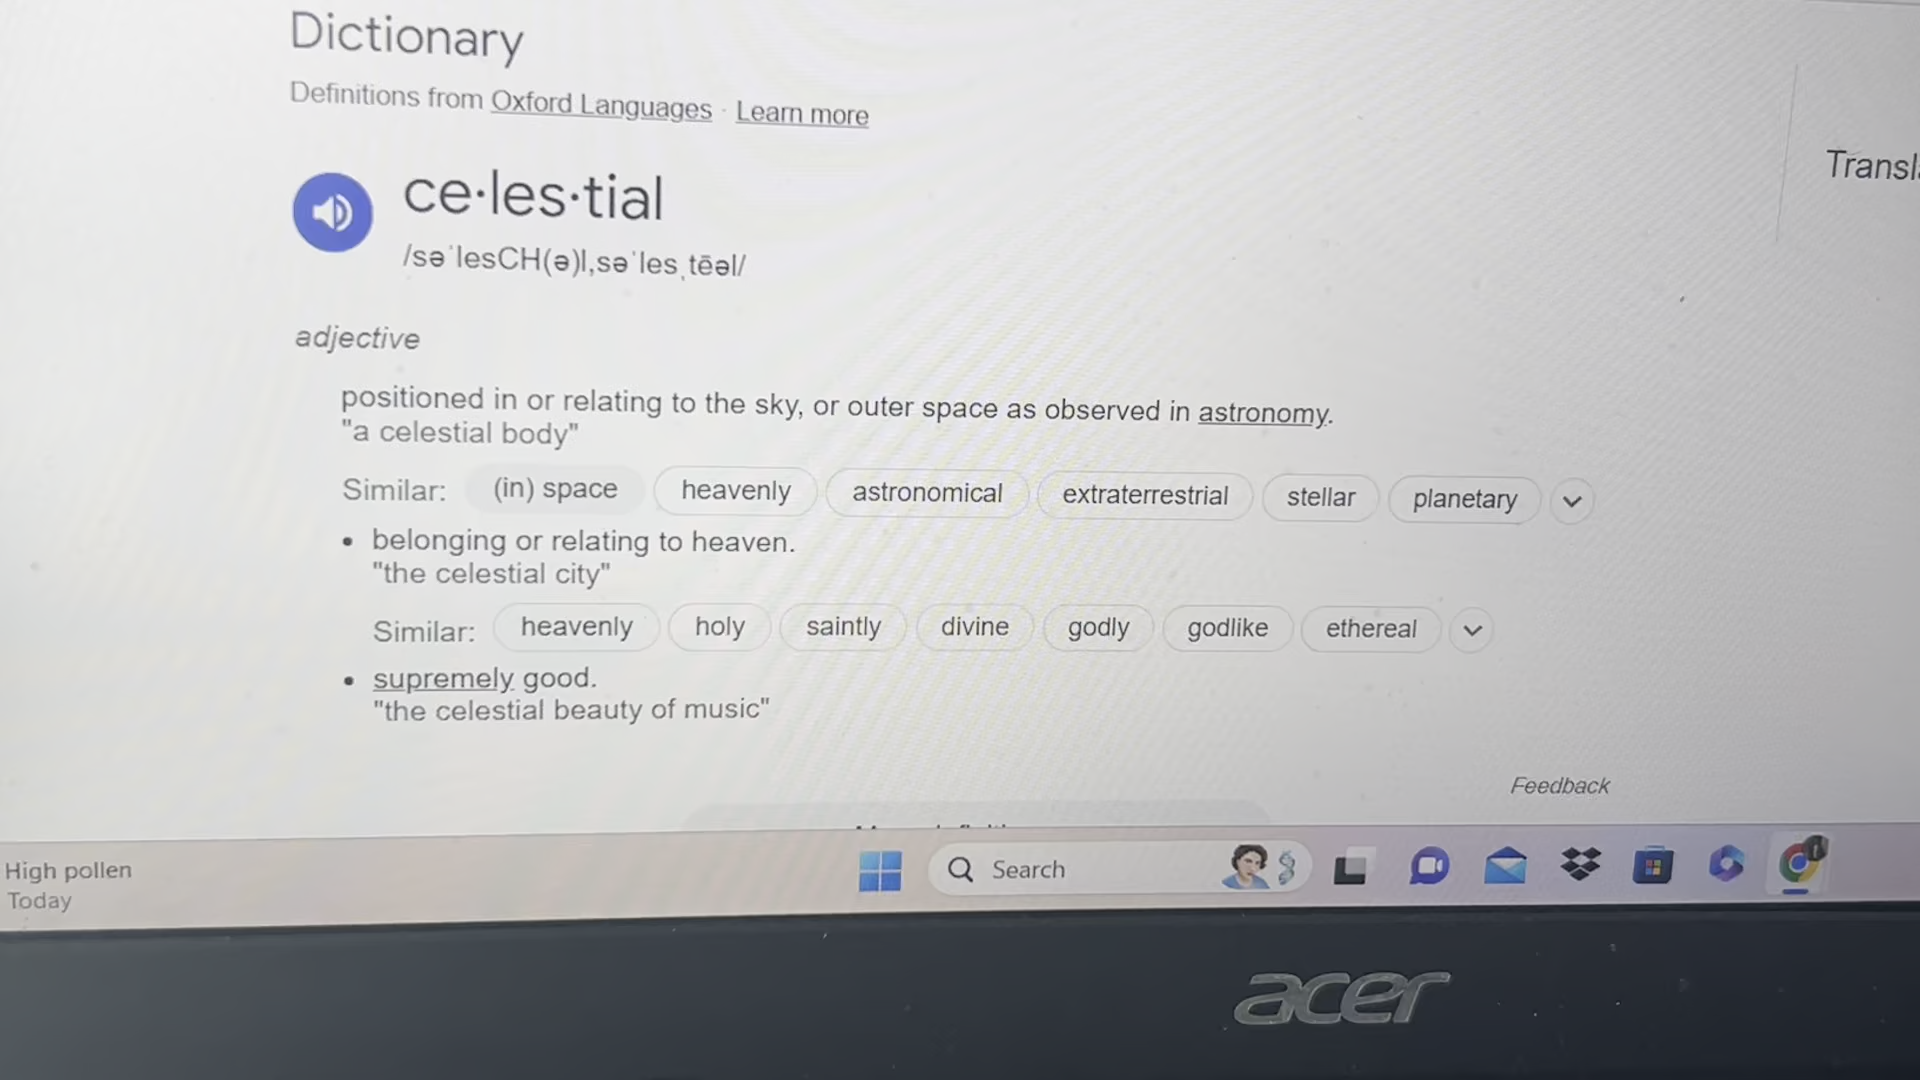 Dictionary
Definitions from Oxford Languages · Learn more
ce·les·tial
/səˈlesCH(ə)l,səˈlesˌtēəl/
adjective
positioned in or relating to the sky, or outer space as observed in astronomy.
"a celestial body"
Similar: (in) space heavenly astronomical extraterrestrial stellar planetary
• belonging or relating to heaven.
"the celestial city"
Similar: heavenly holy saintly divine godly godlike ethereal
• supremely good.
"the celestial beauty of music"
Feedback
High pollen
Today
Search
acer